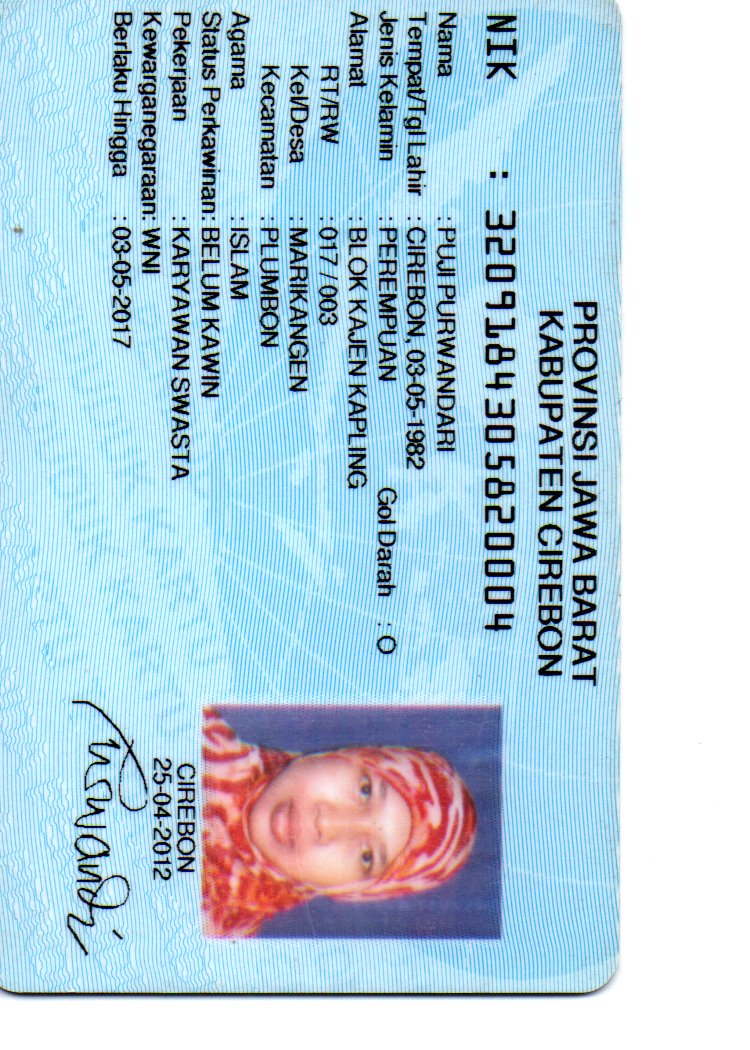 PROVINSI JAWA BARAT
KABUPATEN CIREBON
NIK : 3209184305820004
Nama : PUJI PURWANDARI
Tempat/Tgl Lahir : CIREBON, 03-05-1982
Jenis Kelamin : PEREMPUAN Gol Darah : O
Alamat : BLOK KAJEN KAPLING
RT/RW : 017 / 003
Kel/Desa : MARIKANGEN
Kecamatan : PLUMBON
Agama : ISLAM
Status Perkawinan: BELUM KAWIN
Pekerjaan : KARYAWAN SWASTA
Kewarganegaraan: WNI
Berlaku Hingga : 03-05-2017
CIREBON
25-04-2012